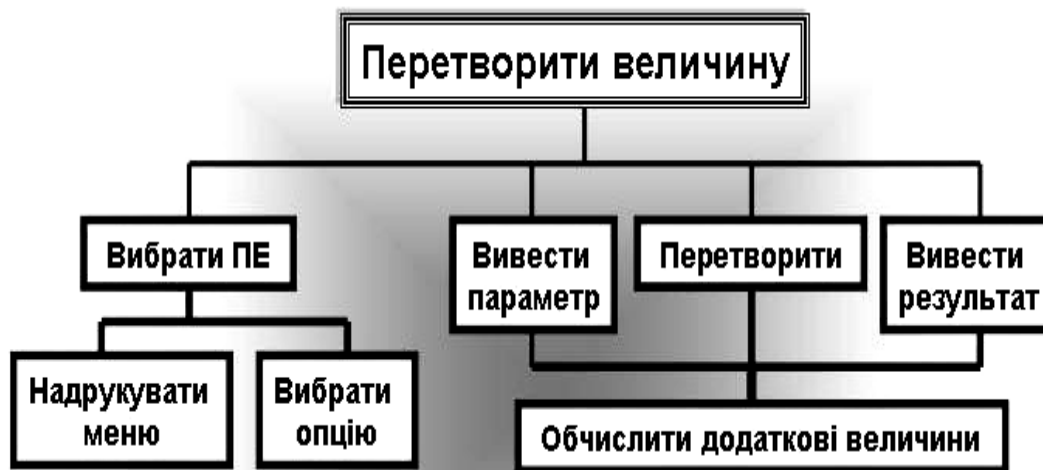 Перетворити величину
Вибрати ПЕ
Вивести
параметр
Перетворити
Вивести
результат
Надрукувати
меню
Вибрати
опцію
Обчислити додаткові величини